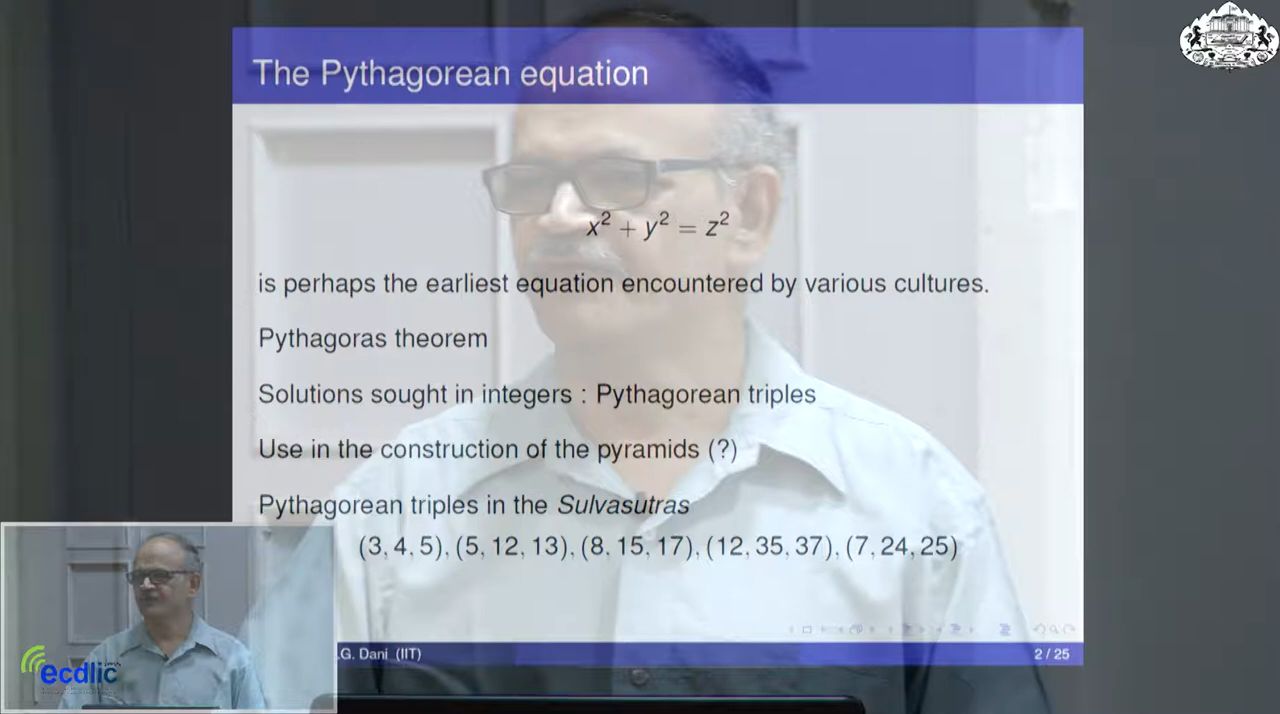 The Pythagorean equation
x² + y² = z²
is perhaps the earliest equation encountered by various cultures.
Pythagoras theorem
Solutions sought in integers : Pythagorean triples
Use in the construction of the pyramids (?)
Pythagorean triples in the Sulvasutras
(3, 4, 5), (5, 12, 13), (8, 15, 17), (12, 35, 37), (7, 24, 25)
.G. Dani (IIT)
2 / 25
ecdlic